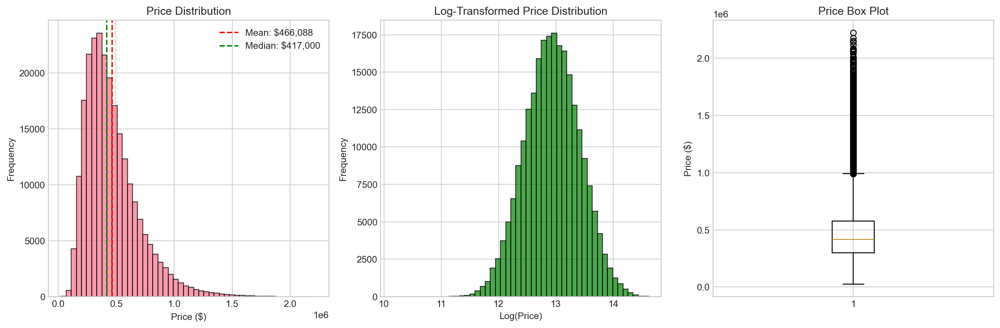 Price Distribution
Mean: $466,088
Median: $417,000
Frequency
20000
15000
10000
5000
0
0.0 0.5 1.0 1.5 2.0
1e6
Price ($)
Log-Transformed Price Distribution
Frequency
17500
15000
12500
10000
7500
5000
2500
0
10 11 12 13 14
Log(Price)
Price Box Plot
1e6
Price ($)
2.0
1.5
1.0
0.5
0.0
1